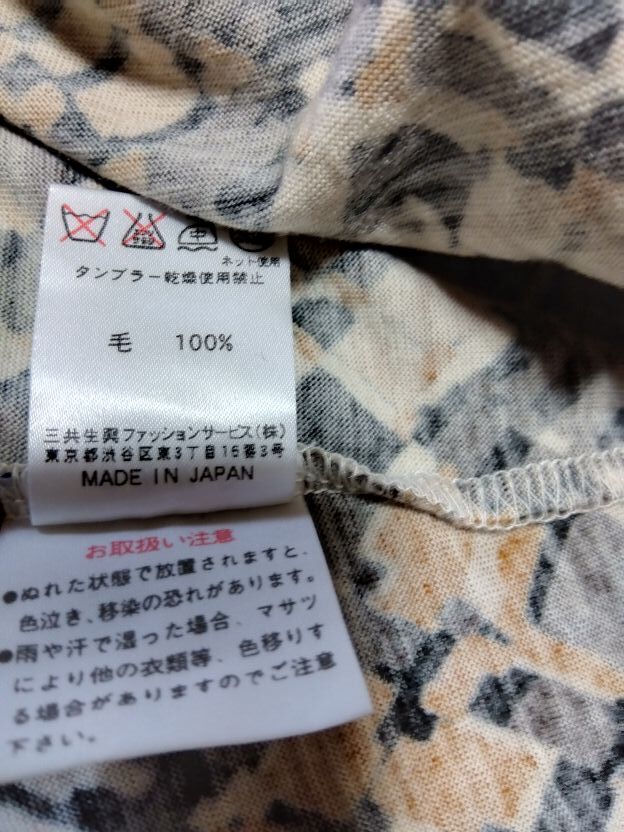 ネット使用
タンブラー乾燥使用禁止
毛 100%
三共生興ファッションサービス(株)
東京都渋谷区東3丁目16番3号
MADE IN JAPAN
お取扱い注意
●ぬれた状態で放置されますと、
色泣き、移染の恐れがあります。
●雨や汗で湿った場合、マサツ
により他の衣類等、色移りす
る場合がありますのでご注意
下さい。